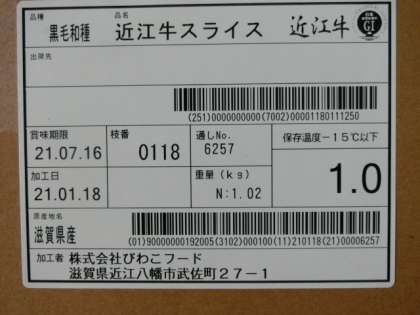 品種 品名
黒毛和種 近江牛スライス 近江牛
GI
出荷先
(251)0000000000(7002)00001180111250
賞味期限 枝番 通しNo. 保存温度-15℃以下
21.07.16 0118 6257
加工日 重量(kg) 1.0
21.01.18 N:1.02
原産地名
滋賀県産 (01)90000000192005(3102)000100(11)210118(21)00006257
加工者 株式会社びわこフード
滋賀県近江八幡市武佐町27-1